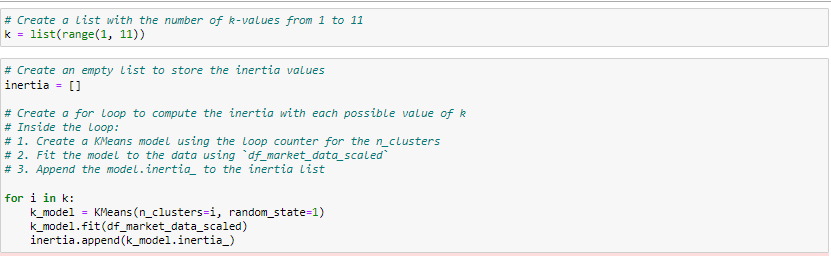 # Create a list with the number of k-values from 1 to 11
k = list(range(1, 11))
# Create an empty list to store the inertia values
inertia = []
# Create a for loop to compute the inertia with each possible value of k
# Inside the loop:
# 1. Create a KMeans model using the loop counter for the n_clusters
# 2. Fit the model to the data using `df_market_data_scaled`
# 3. Append the model.inertia_ to the inertia list
for i in k:
    k_model = KMeans(n_clusters=i, random_state=1)
    k_model.fit(df_market_data_scaled)
    inertia.append(k_model.inertia_)